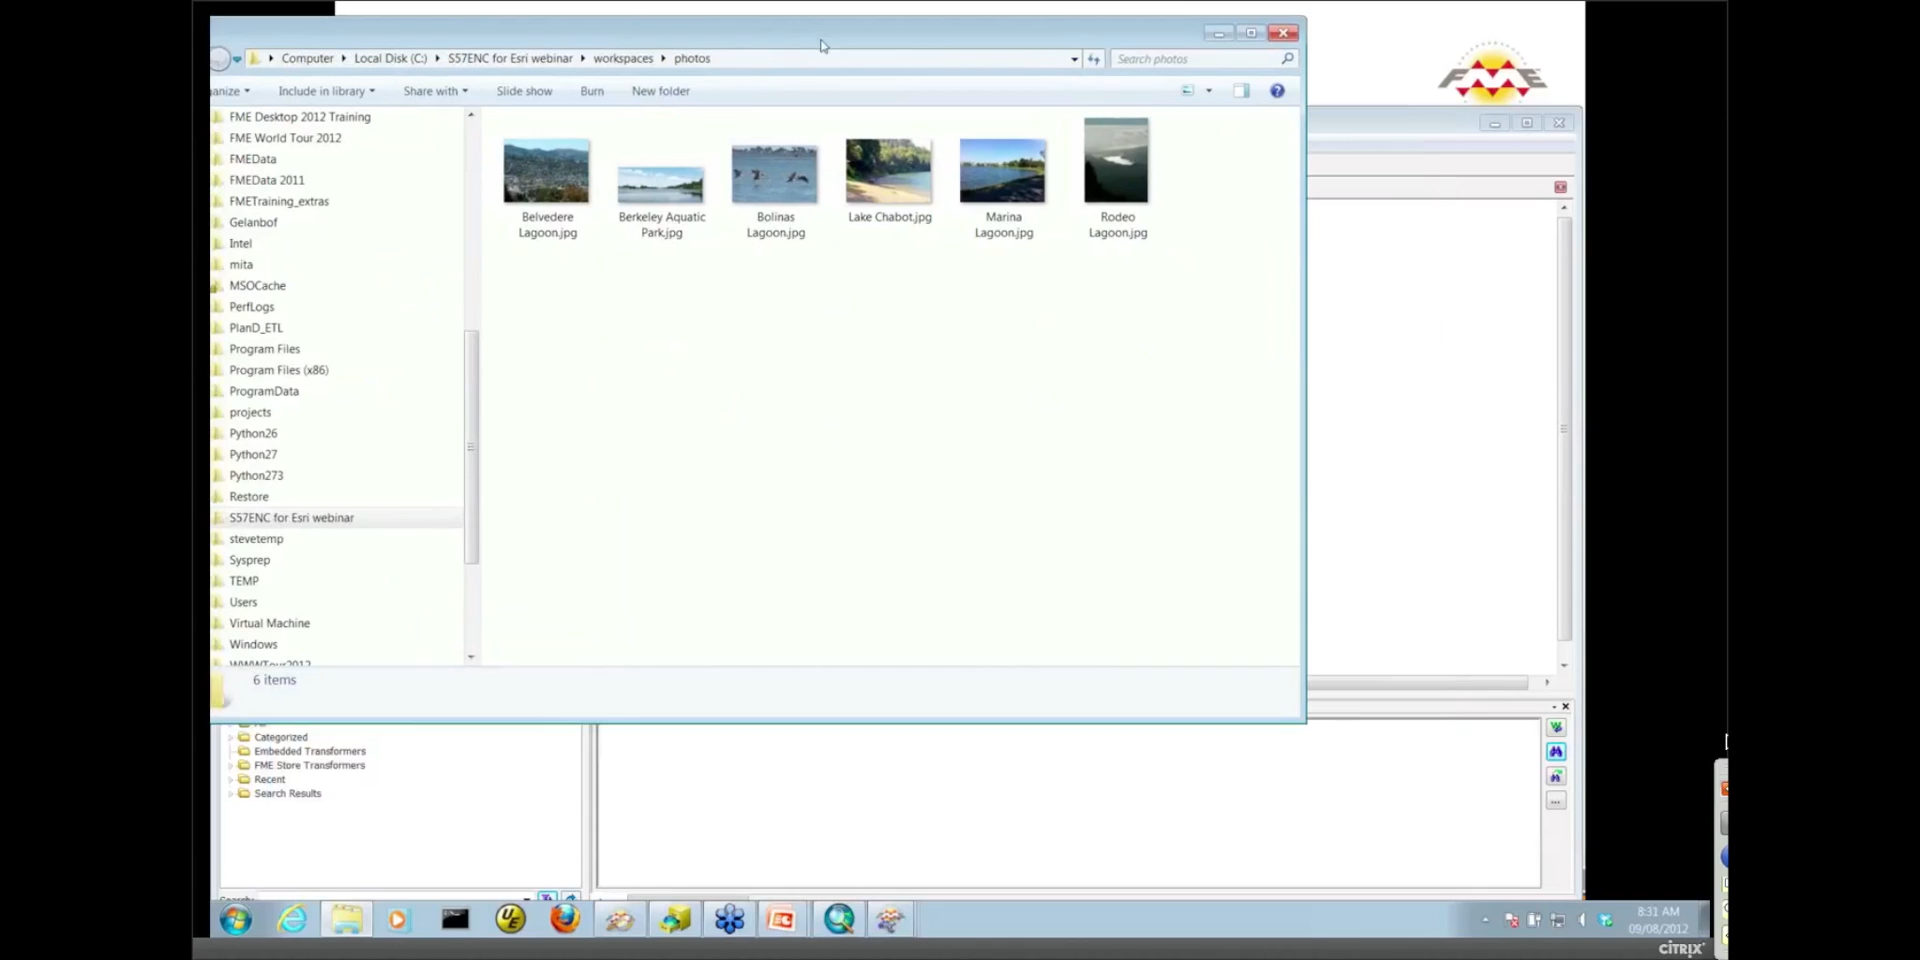 Computer Local Disk (C:) S57ENC for Esri webinar workspaces photos
Search photos
FME
Include in library Share with Slide show Burn New folder
FME Desktop 2012 Training
FME World Tour 2012
FMEData
FMEData 2011
FMETraining_extras
Gelanbof
Intel
mita
MSOCache
PerfLogs
PlanD_ETL
Program Files
Program Files (x86)
ProgramData
projects
Python26
Python27
Python273
Restore
S57ENC for Esri webinar
stevetemp
Sysprep
TEMP
Users
Virtual Machine
Windows
WWWTour2012
Belvedere
Lagoon.jpg
Berkeley Aquatic
Park.jpg
Bolinas
Lagoon.jpg
Lake Chabot.jpg
Marina
Lagoon.jpg
Rodeo
Lagoon.jpg
6 items
Categorized
Embedded Transformers
FME Store Transformers
Recent
Search Results
8:31 AM
09/08/2012
CITRIX